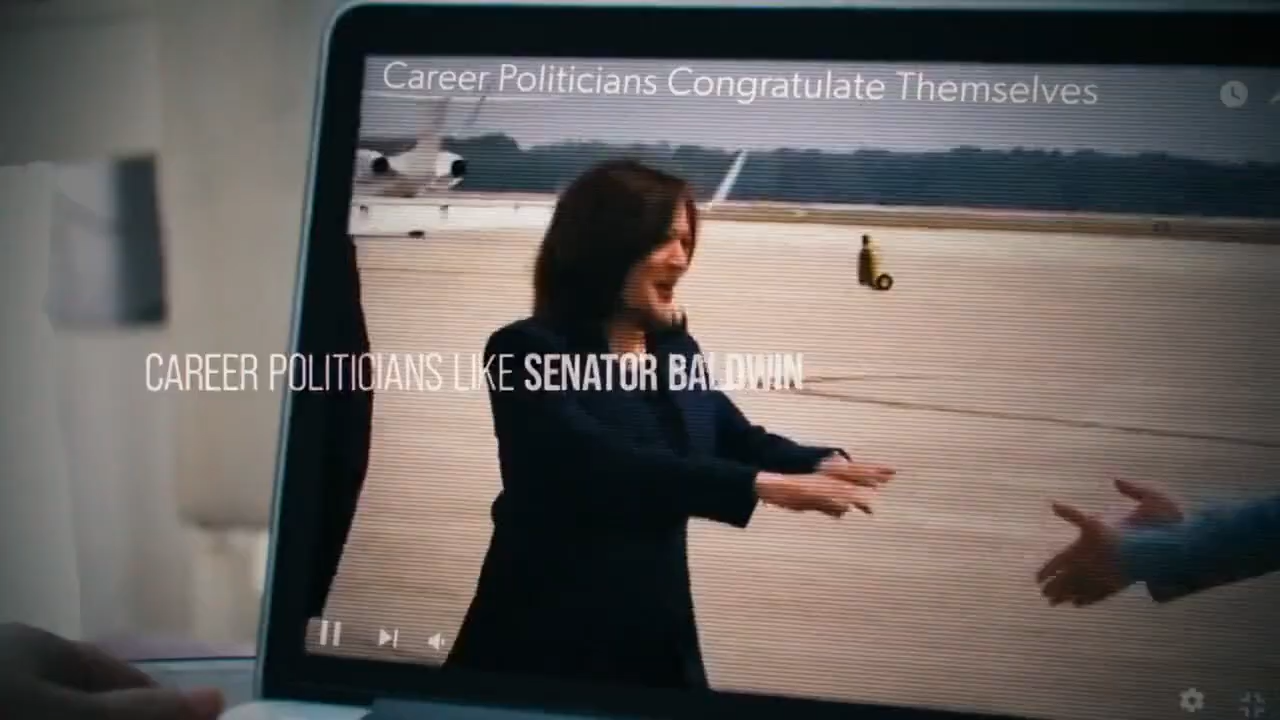 Career Politicians Congratulate Themselves
CAREER POLITICIANS LIKE SENATOR BALDWIN